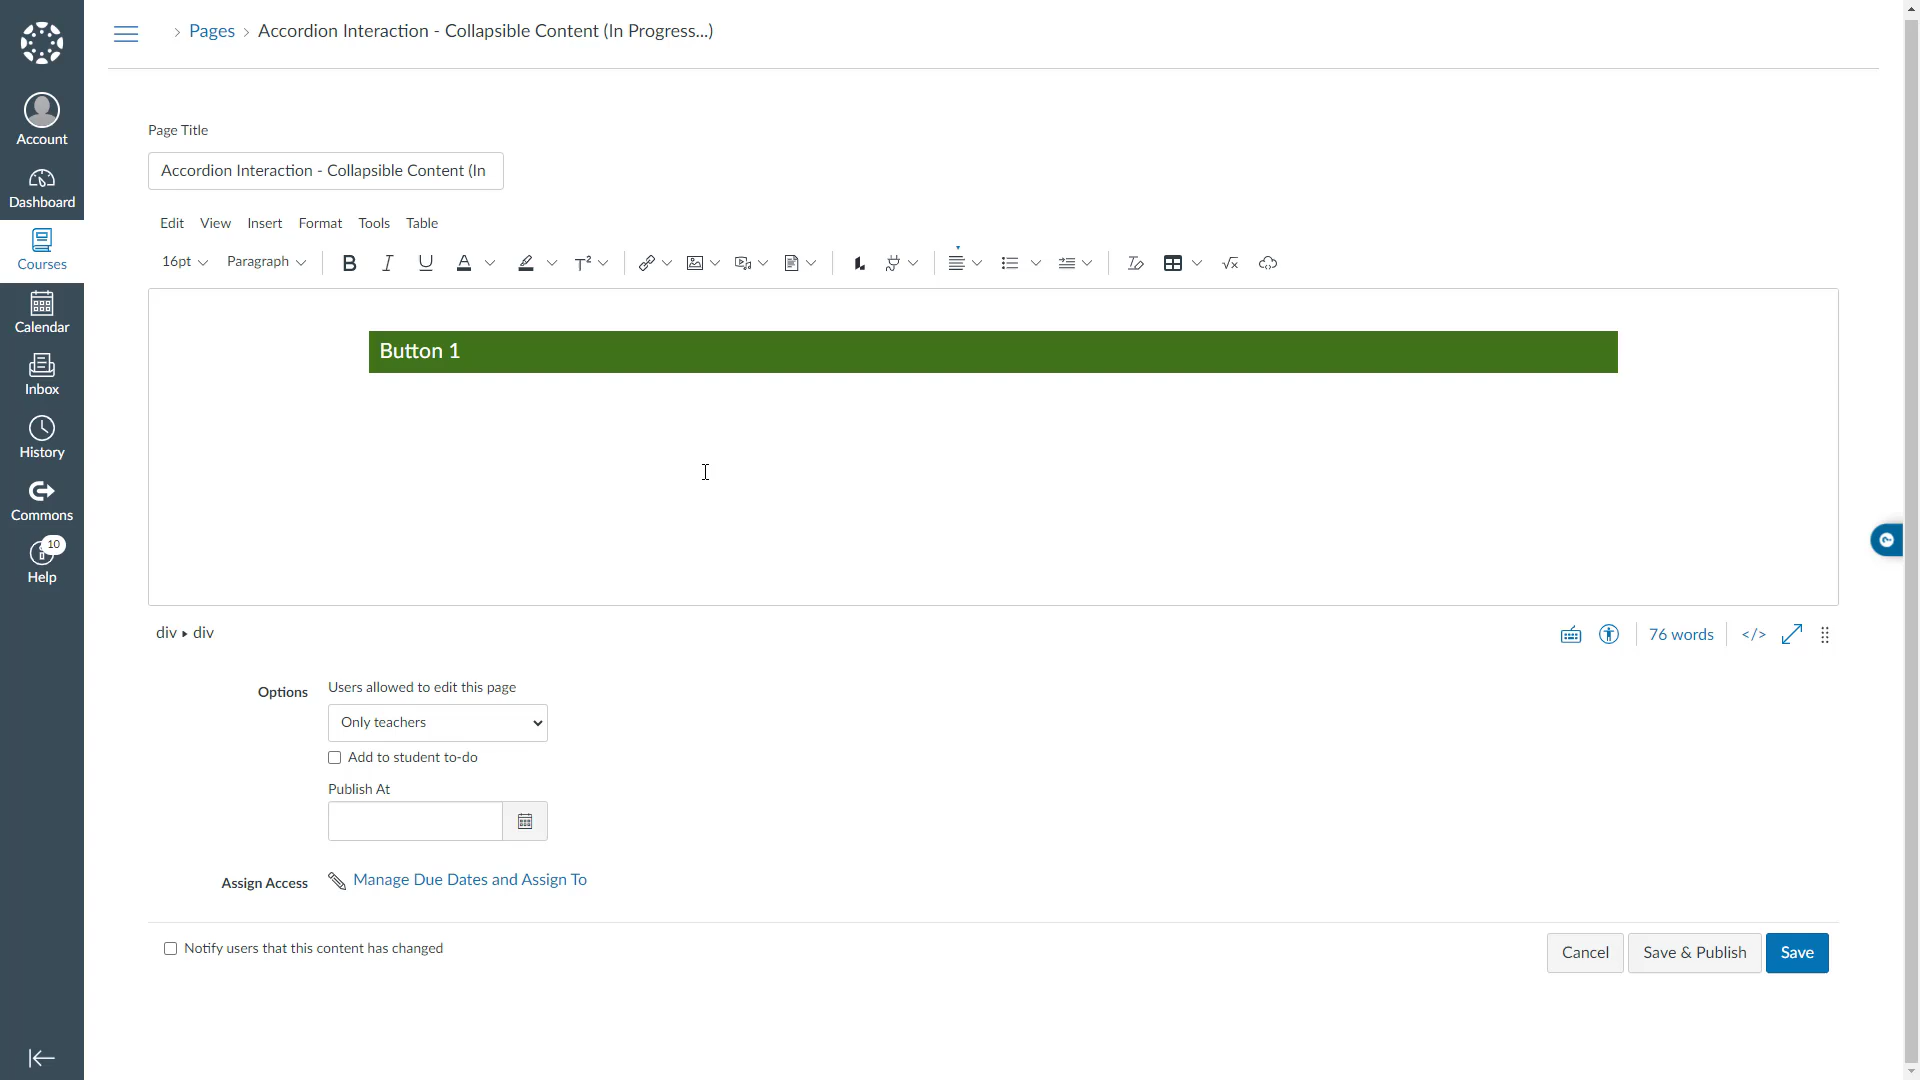 Pages
Accordion Interaction - Collapsible Content (In Progress...)
Account
Dashboard
Courses
Calendar
Inbox
History
Commons
10
Help
Page Title
Accordion Interaction - Collapsible Content (In
Edit View Insert Format Tools Table
16pt Paragraph B I U A T²
Button 1
div ▸ div
76 words </>
Options
Users allowed to edit this page
Only teachers
Add to student to-do
Publish At
Assign Access Manage Due Dates and Assign To
Notify users that this content has changed
Cancel Save & Publish Save